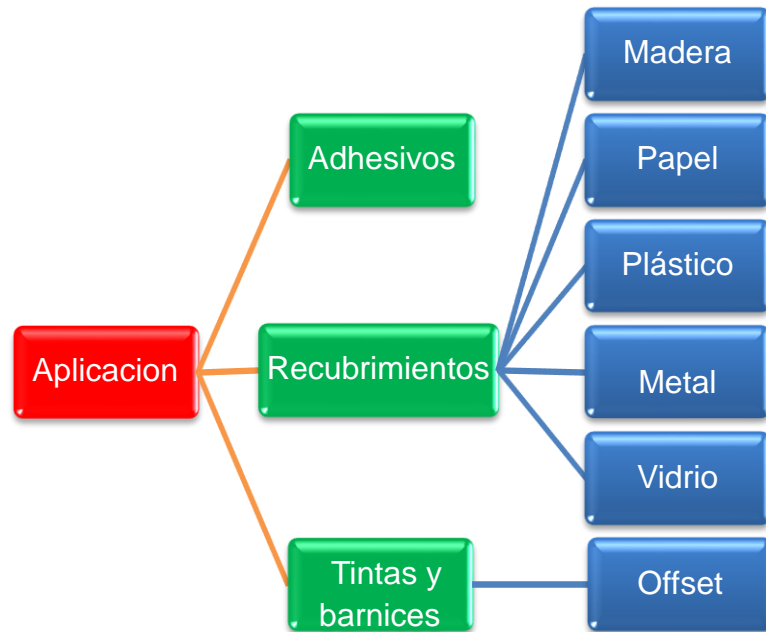 Aplicacion
Adhesivos
Recubrimientos
Tintas y
barnices
Madera
Papel
Plástico
Metal
Vidrio
Offset